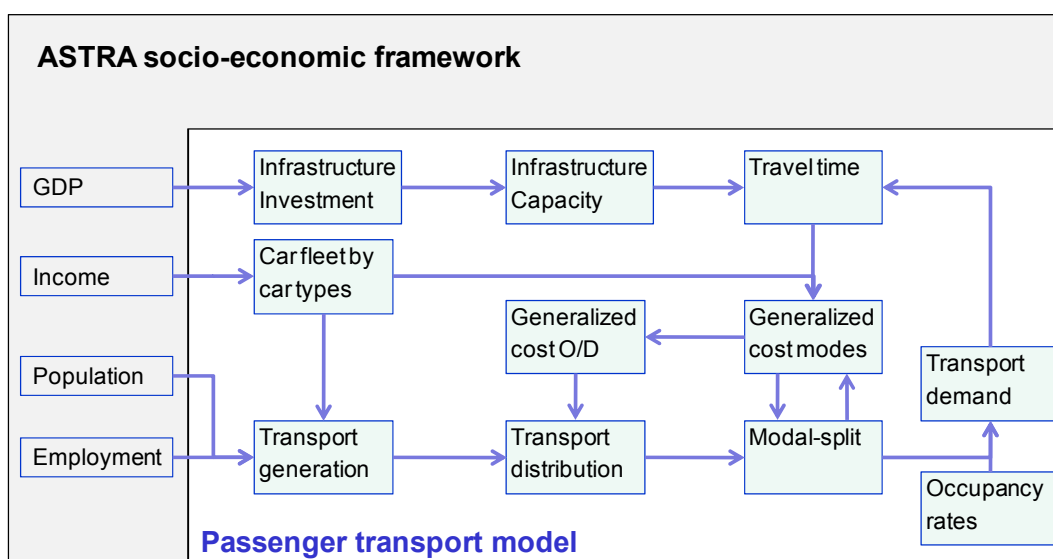 ASTRA socio-economic framework
GDP
Infrastructure
Investment
Infrastructure
Capacity
Travel time
Income
Car fleet by
car types
Generalized
cost O/D
Generalized
cost modes
Population
Transport
demand
Employment
Transport
generation
Transport
distribution
Modal-split
Occupancy
rates
Passenger transport model